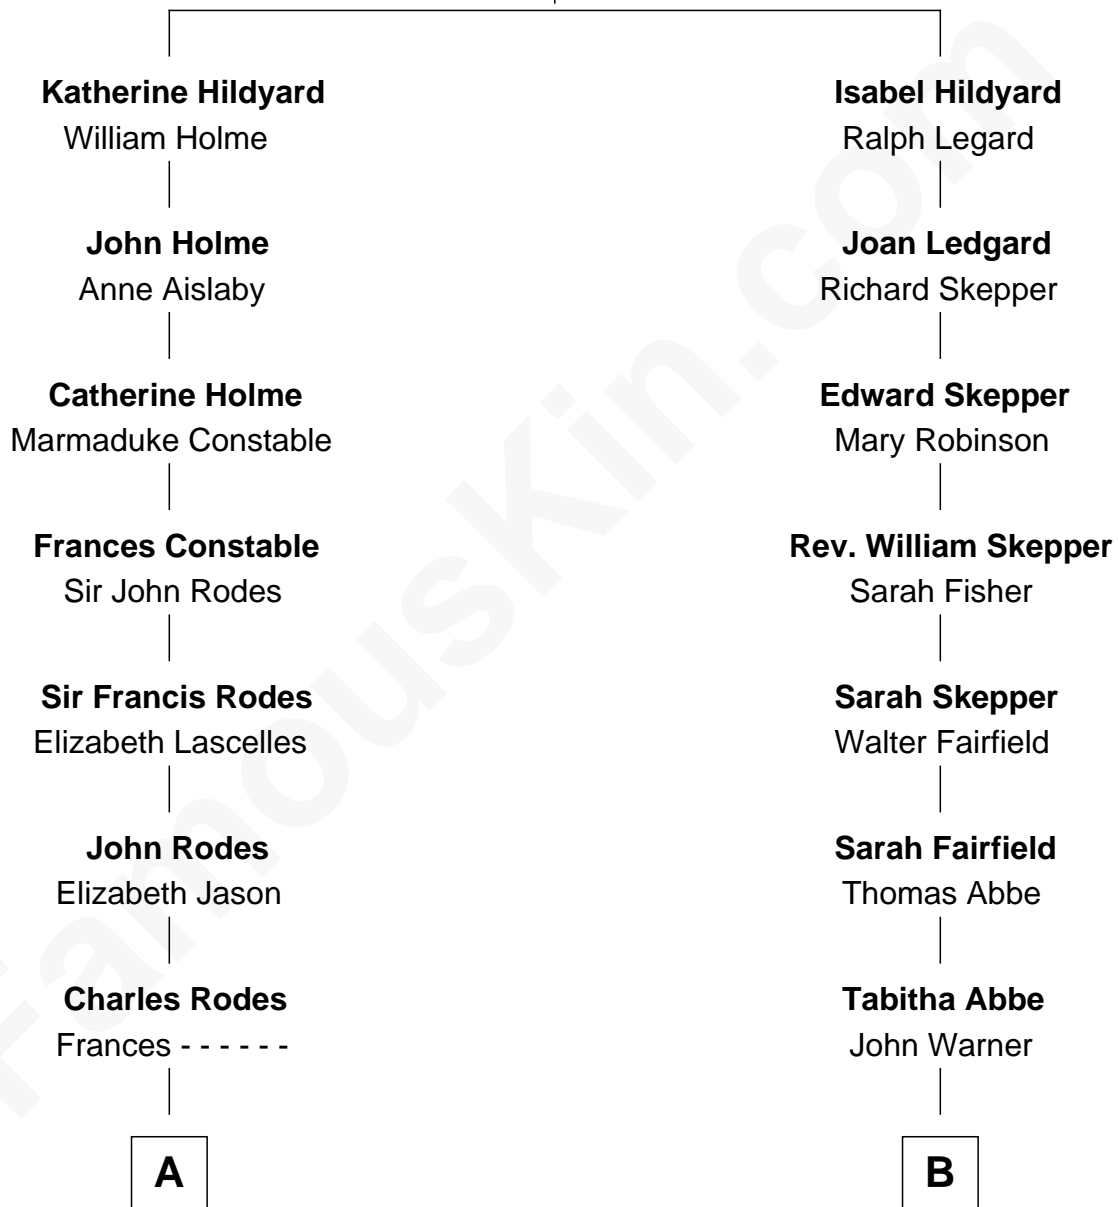 Katherine Hildyard
William Holme
Isabel Hildyard
Ralph Legard
John Holme
Anne Aislaby
Joan Ledgard
Richard Skepper
Catherine Holme
Marmaduke Constable
Edward Skepper
Mary Robinson
Frances Constable
Sir John Rodes
Rev. William Skepper
Sarah Fisher
Sir Francis Rodes
Elizabeth Lascelles
Sarah Skepper
Walter Fairfield
John Rodes
Elizabeth Jason
Sarah Fairfield
Thomas Abbe
Charles Rodes
Frances - - - - - -
Tabitha Abbe
John Warner
A
B
FamousKin.com